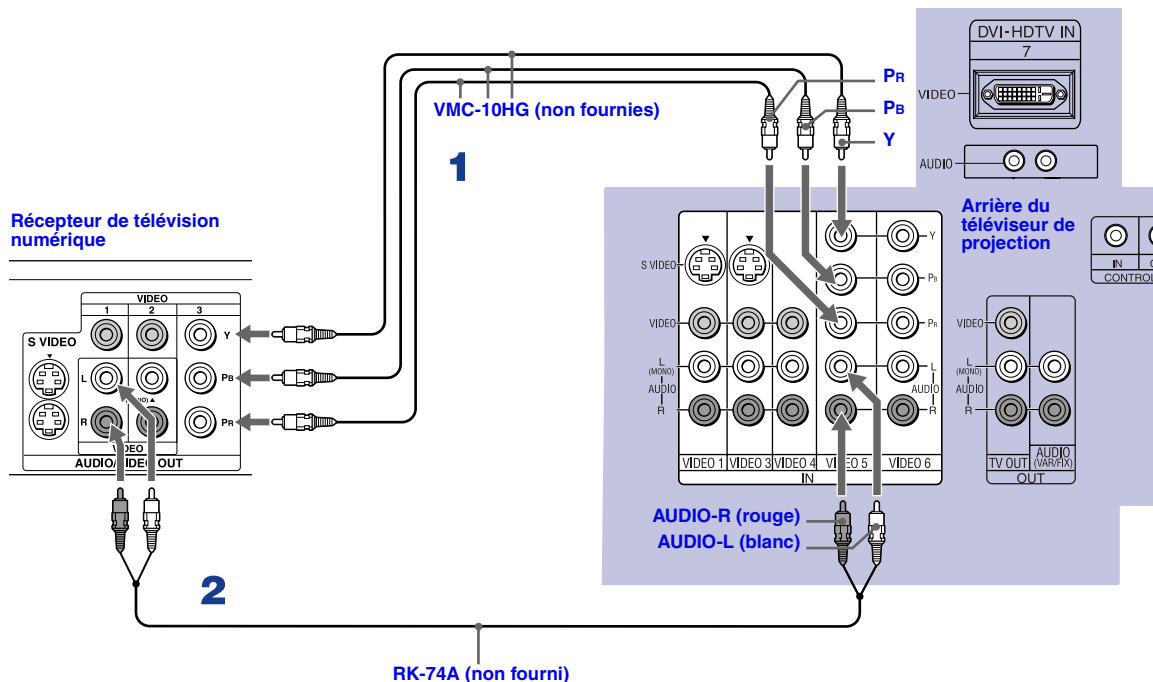 DVI-HDTV IN
7
VIDEO
AUDIO
PR
PB
Y
VMC-10HG (non fournies)
1
Récepteur de télévision
numérique
VIDEO
1 2 3
S VIDEO
Y
L
PB
R
PR
VIDEO
AUDIO/VIDEO OUT
Arrière du
téléviseur de
projection
IN
CONTROL
S VIDEO
Y
PB
VIDEO
PR
L
(MONO)
AUDIO
R
L
AUDIO
R
VIDEO 1 VIDEO 3 VIDEO 4 VIDEO 5 VIDEO 6
IN
VIDEO
L
(MONO)
AUDIO
R
TV OUT
AUDIO
(VAR/FIX)
OUT
AUDIO-R (rouge)
AUDIO-L (blanc)
2
RK-74A (non fourni)